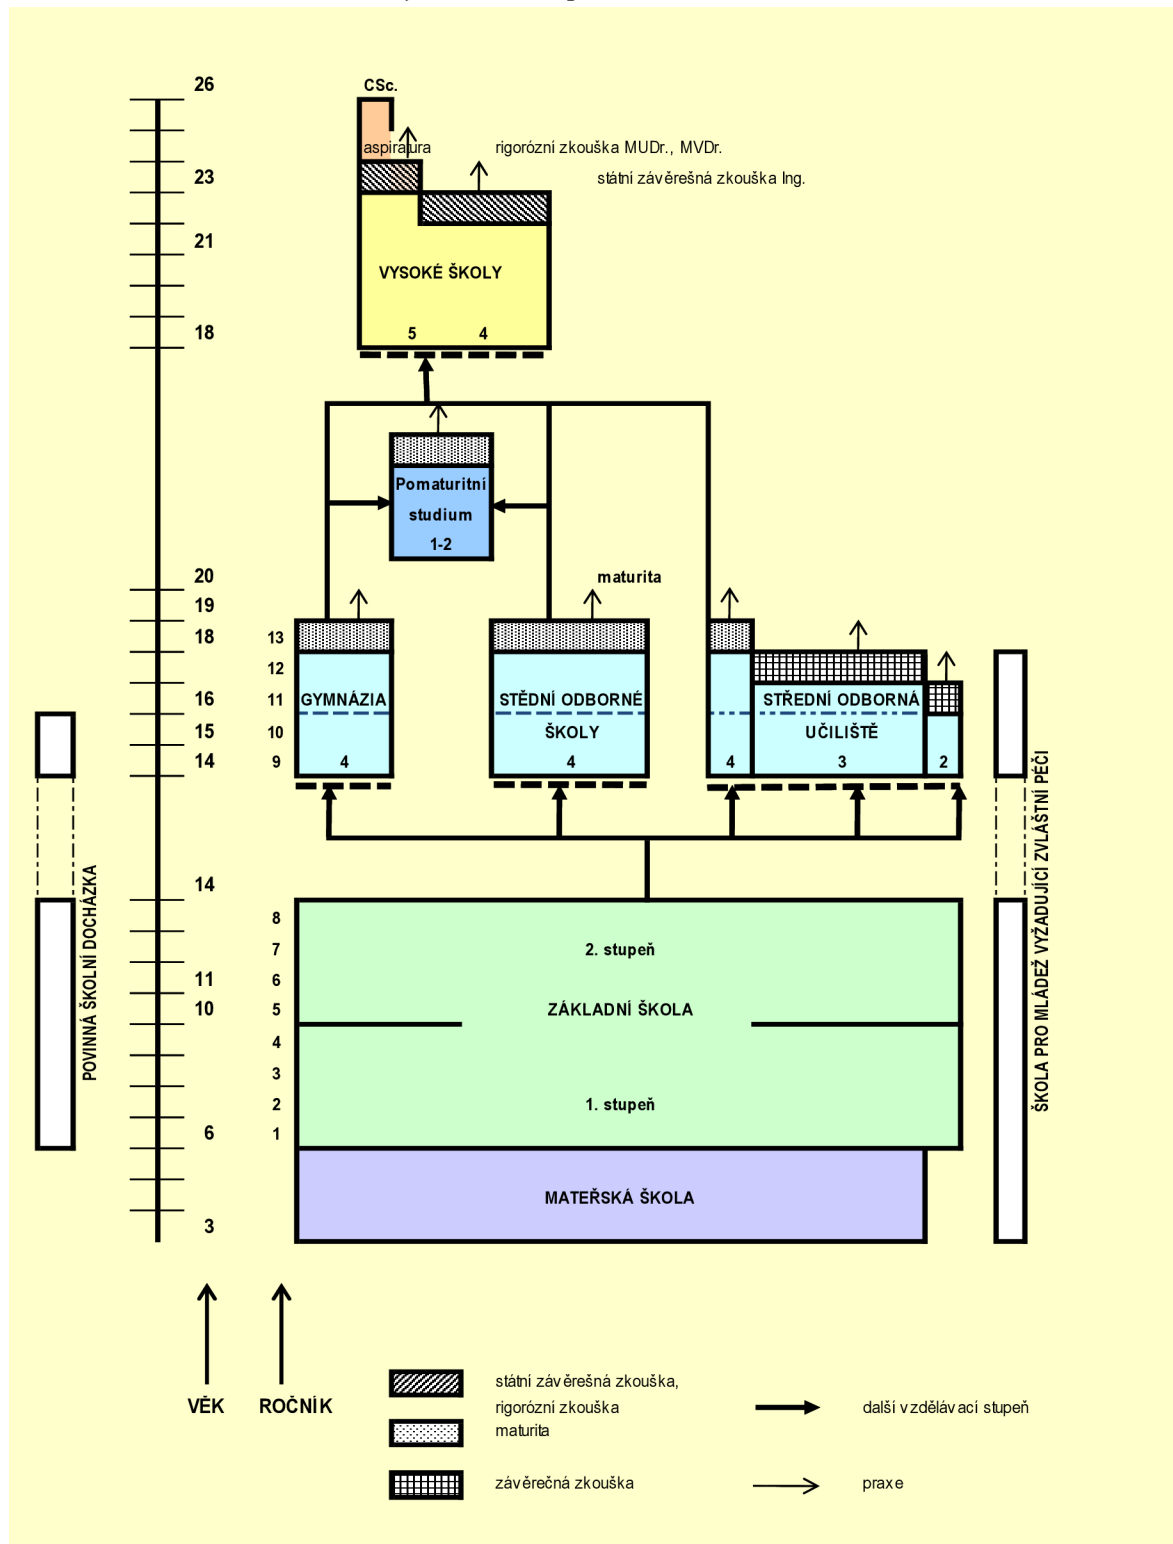 26
CSc.
aspiratura
rigorózní zkouška MUDr., MVDr.
23
státní závěrešná zkouška Ing.
21
VYSOKÉ ŠKOLY
18
5
4
Pomaturitní
studium
1-2
20
maturita
19
18
13
12
16
11
GYMNÁZIA
STĚDNÍ ODBORNÉ
STŘEDNÍ ODBORNÁ
15
10
ŠKOLY
UČILIŠTĚ
14
9
4
4
4
3
2
14
8
7
2. stupeň
11
6
10
5
ZÁKLADNÍ ŠKOLA
4
3
2
1. stupeň
6
1
MATEŘSKÁ ŠKOLA
3
POVINNÁ ŠKOLNÍ DOCHÁZKA
ŠKOLA PRO MLÁDEŽ VYŽADUJÍCÍ ZVLÁŠTNÍ PÉČI
VĚK
ROČNÍK
státní závěrešná zkouška,
rigorózní zkouška
maturita
závěrečná zkouška
další vzdělávací stupeň
praxe